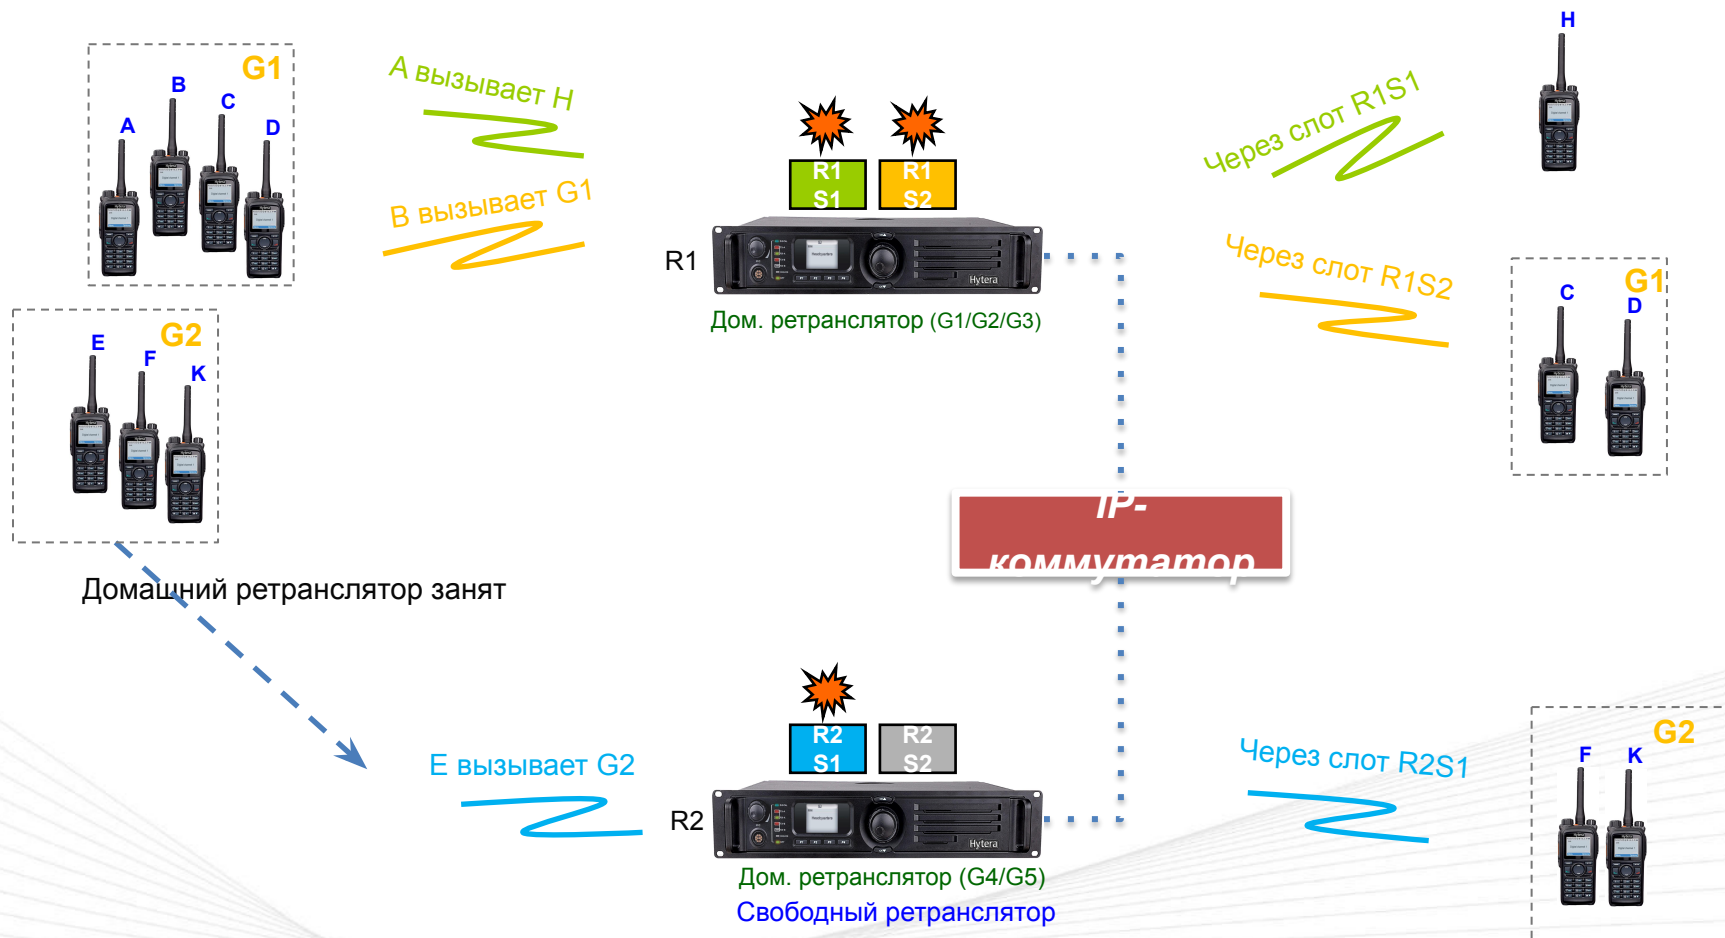 H
G1
B
C
A
D
А вызывает H
В вызывает G1
R1
S1
R1
S2
R1
Hytera
Дом. ретранслятор (G1/G2/G3)
Через слот R1S1
Через слот R1S2
G1
C
D
G2
E
F
K
IP-
коммутатор
Домашний ретранслятор занят
E вызывает G2
R2
S1
R2
S2
R2
Hytera
Дом. ретранслятор (G4/G5)
Свободный ретранслятор
Через слот R2S1
G2
F
K